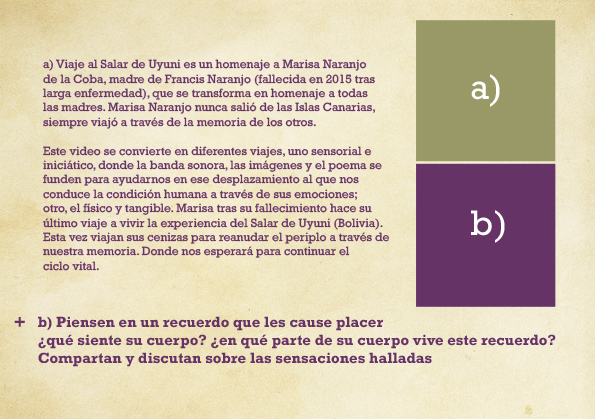 a) Viaje al Salar de Uyuni es un homenaje a Marisa Naranjo
de la Coba, madre de Francis Naranjo (fallecida en 2015 tras
larga enfermedad), que se transforma en homenaje a todas
las madres. Marisa Naranjo nunca salió de las Islas Canarias,
siempre viajó a través de la memoria de los otros.
Este video se convierte en diferentes viajes, uno sensorial e
iniciático, donde la banda sonora, las imágenes y el poema se
funden para ayudarnos en ese desplazamiento al que nos
conduce la condición humana a través de sus emociones;
otro, el físico y tangible. Marisa tras su fallecimiento hace su
último viaje a vivir la experiencia del Salar de Uyuni (Bolivia).
Esta vez viajan sus cenizas para reanudar el periplo a través de
nuestra memoria. Donde nos esperará para continuar el
ciclo vital.
a)
b)
+ b) Piensen en un recuerdo que les cause placer
¿qué siente su cuerpo? ¿en qué parte de su cuerpo vive este recuerdo?
Compartan y discutan sobre las sensaciones halladas